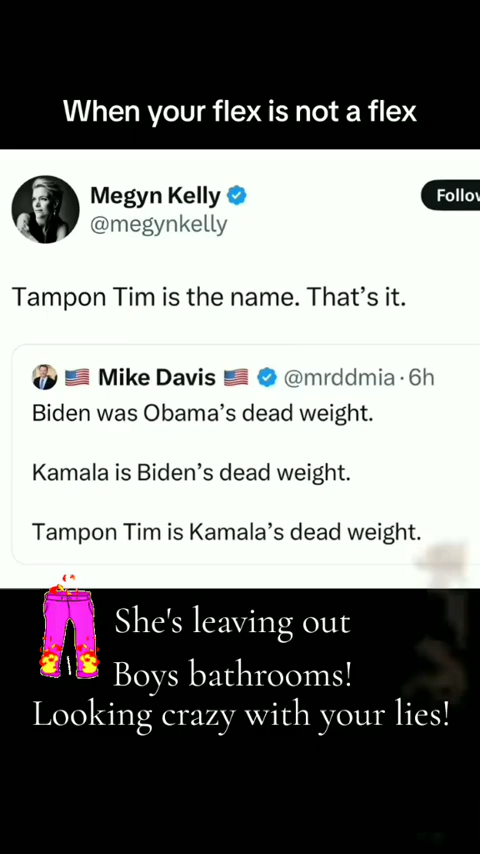 When your flex is not a flex
Megyn Kelly
@megynkelly
Follow
Tampon Tim is the name. That’s it.
🇺🇸 Mike Davis 🇺🇸 @mrddmia · 6h
Biden was Obama’s dead weight.
Kamala is Biden’s dead weight.
Tampon Tim is Kamala’s dead weight.
She's leaving out
Boys bathrooms!
Looking crazy with your lies!